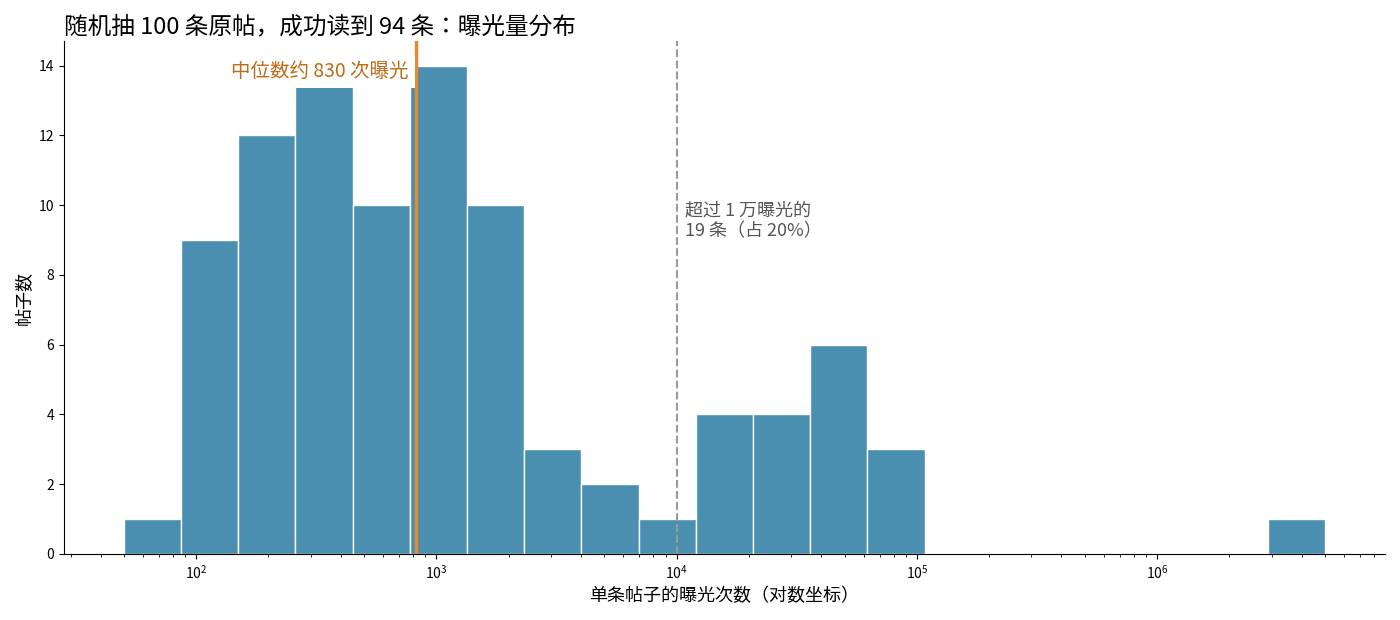 随机抽 100 条原帖，成功读到 94 条：曝光量分布
中位数约 830 次曝光
超过 1 万曝光的
19 条（占 20%）
帖子数
14
12
10
8
6
4
2
0
10² 10³ 10⁴ 10⁵ 10⁶
单条帖子的曝光次数（对数坐标）